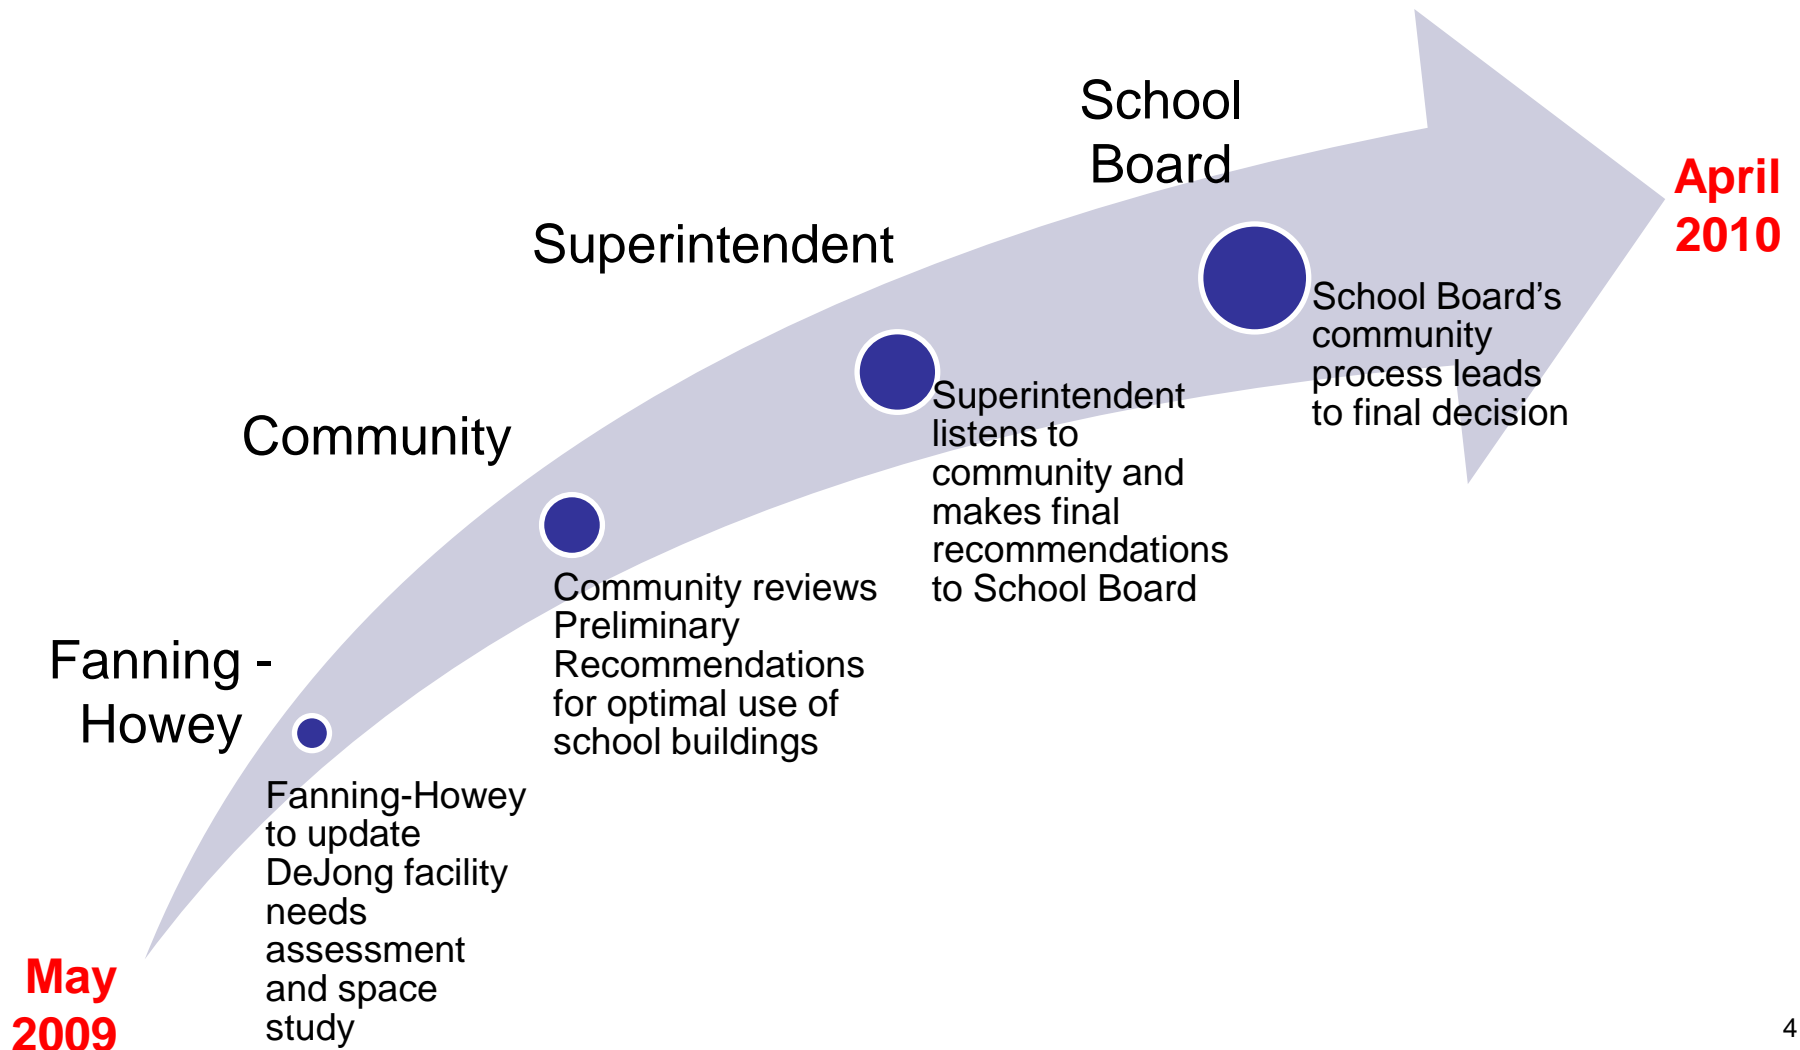 School
Board
April
2010
Superintendent
School Board’s
community
process leads
to final decision
Superintendent
listens to
community and
makes final
recommendations
to School Board
Community
Community reviews
Preliminary
Recommendations
for optimal use of
school buildings
Fanning -
Howey
Fanning-Howey
to update
DeJong facility
needs
assessment
and space
study
May
2009
4